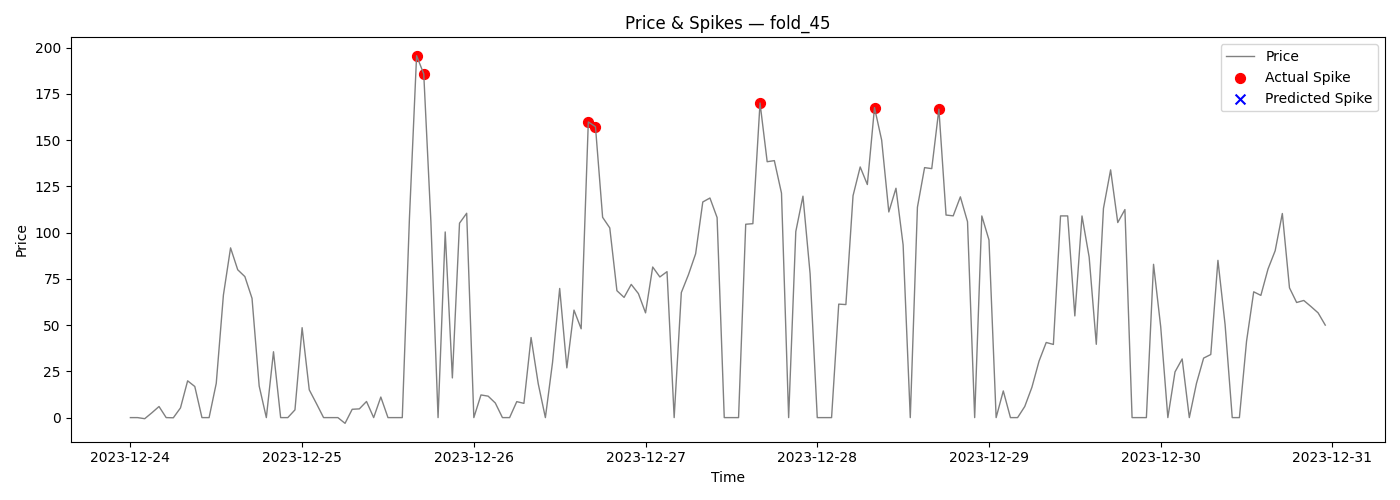 Price & Spikes — fold_45
Price
Actual Spike
Predicted Spike
Price
200
175
150
125
100
75
50
25
0
2023-12-24
2023-12-25
2023-12-26
2023-12-27
2023-12-28
2023-12-29
2023-12-30
2023-12-31
Time